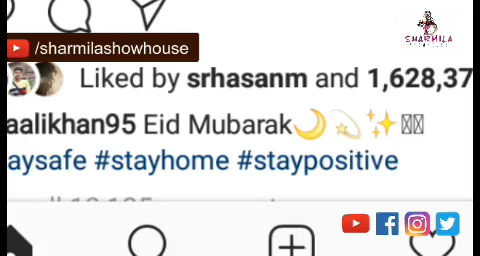 /sharmilashowhouse
SHARMILA
Liked by srhasanm and 1,628,37
aalikhan95 Eid Mubarak🌙💫✨
aysafe #stayhome #staypositive